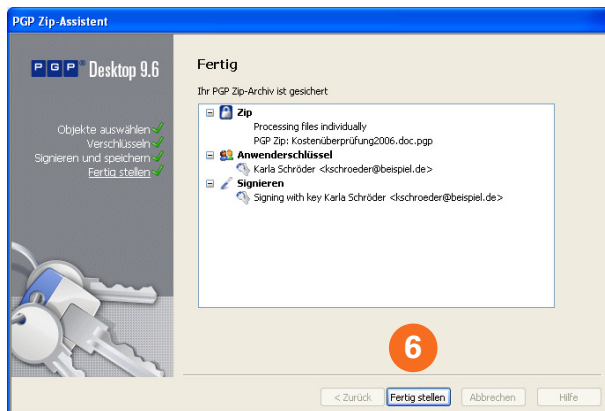 PGP Zip-Assistent
PGP® Desktop 9.6
Objekte auswählen
Verschlüsseln
Signieren und speichern
Fertig stellen
Fertig
Ihr PGP Zip-Archiv ist gesichert
Zip
Processing files individually
PGP Zip: Kostenüberprüfung2006.doc.pgp
Anwenderschlüssel
Karla Schröder <kschroeder@beispiel.de>
Signieren
Signing with key Karla Schröder <kschroeder@beispiel.de>
6
< Zurück Fertig stellen Abbrechen Hilfe